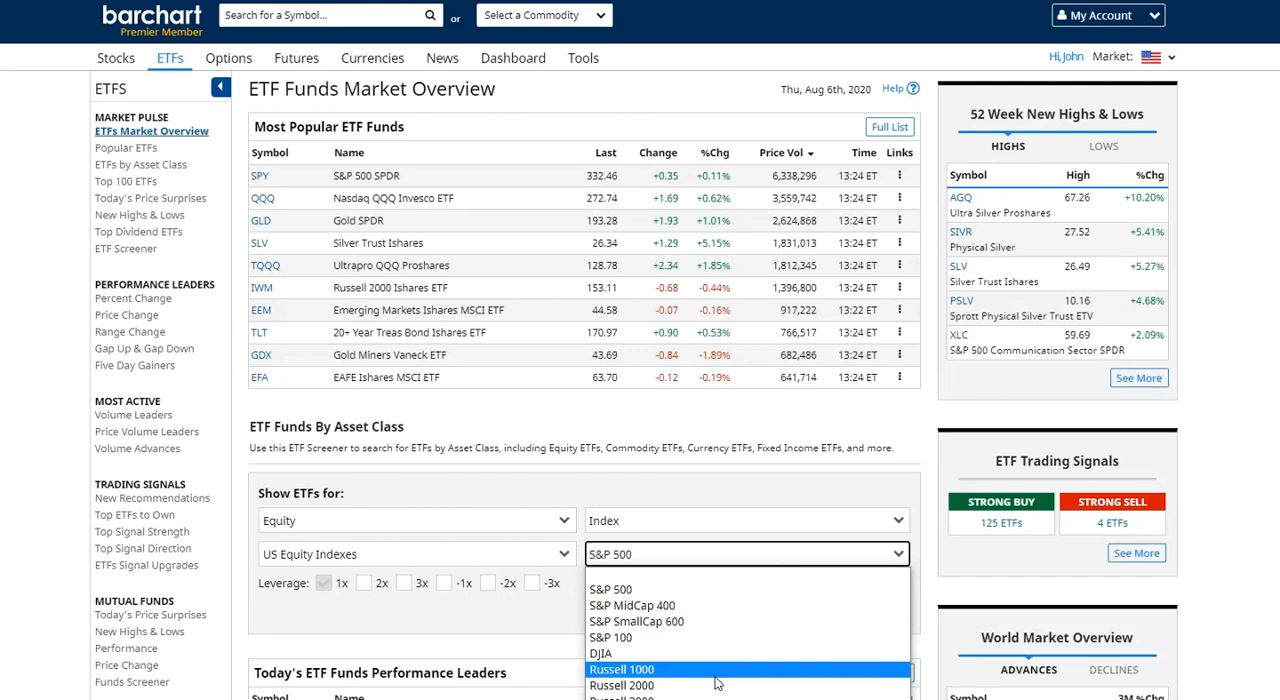 barchart
Premier Member
Search for a Symbol...
or
Select a Commodity
My Account
Stocks ETFs Options Futures Currencies News Dashboard Tools
Hi, John Market:
ETFS
MARKET PULSE
ETFs Market Overview
Popular ETFs
ETFs by Asset Class
Top 100 ETFs
Today's Price Surprises
New Highs & Lows
Top Dividend ETFs
ETF Screener
PERFORMANCE LEADERS
Percent Change
Price Change
Range Change
Gap Up & Gap Down
Five Day Gainers
MOST ACTIVE
Volume Leaders
Price Volume Leaders
Volume Advances
TRADING SIGNALS
New Recommendations
Top ETFs to Own
Top Signal Strength
Top Signal Direction
ETFs Signal Upgrades
MUTUAL FUNDS
Today's Price Surprises
New Highs & Lows
Performance
Price Change
Funds Screener
ETF Funds Market Overview
Thu, Aug 6th, 2020 Help ?
Most Popular ETF Funds
Full List
Symbol Name Last Change %Chg Price Vol Time Links
SPY S&P 500 SPDR 332.46 +0.35 +0.11% 6,338,296 13:24 ET
QQQ Nasdaq QQQ Invesco ETF 272.74 +1.69 +0.62% 3,559,742 13:24 ET
GLD Gold SPDR 193.28 +1.93 +1.01% 2,624,868 13:24 ET
SLV Silver Trust Ishares 26.34 +1.29 +5.15% 1,831,013 13:24 ET
TQQQ Ultrapro QQQ Proshares 128.78 +2.34 +1.85% 1,812,345 13:24 ET
IWM Russell 2000 Ishares ETF 153.11 -0.68 -0.44% 1,396,800 13:24 ET
EEM Emerging Markets Ishares MSCI ETF 44.58 -0.07 -0.16% 917,222 13:22 ET
TLT 20+ Year Treas Bond Ishares ETF 170.97 +0.90 +0.53% 766,517 13:24 ET
GDX Gold Miners Vaneck ETF 43.69 -0.84 -1.89% 682,486 13:24 ET
EFA EAFE Ishares MSCI ETF 63.70 -0.12 -0.19% 641,714 13:24 ET
ETF Funds By Asset Class
Use this ETF Screener to search for ETFs by Asset Class, including Equity ETFs, Commodity ETFs, Currency ETFs, Fixed Income ETFs, and more.
Show ETFs for:
Equity
Index
US Equity Indexes
S&P 500
Leverage: 1x 2x 3x -1x -2x -3x
S&P 500
S&P MidCap 400
S&P SmallCap 600
S&P 100
DJIA
Russell 1000
Russell 2000
Today's ETF Funds Performance Leaders
52 Week New Highs & Lows
HIGHS LOWS
Symbol High %Chg
AGQ 67.26 +10.20%
Ultra Silver Proshares
SIVR 27.52 +5.41%
Physical Silver
SLV 26.49 +5.27%
Silver Trust Ishares
PSLV 10.16 +4.68%
Sprott Physical Silver Trust ETV
XLC 59.69 +2.09%
S&P 500 Communication Sector SPDR
See More
ETF Trading Signals
STRONG BUY STRONG SELL
125 ETFs 4 ETFs
See More
World Market Overview
ADVANCES DECLINES